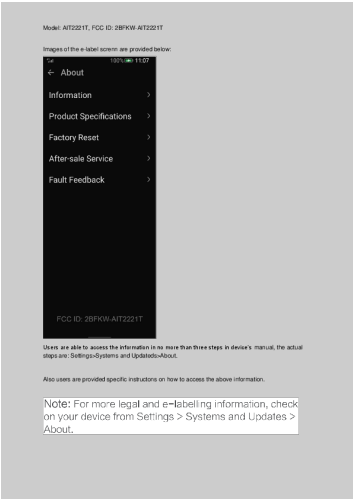 Model: AIT2221T, FCC ID: 2BFKW-AIT2221T
Images of the e-label screnn are provided below:
100% 11:07
← About
Information >
Product Specifications >
Factory Reset >
After-sale Service >
Fault Feedback >
FCC ID: 2BFKW-AIT2221T
Users are able to access the information in no more than three steps in device's manual, the actual
steps are: Settings>Systems and Updateds>About.
Also users are provided specific instructons on how to access the above information.
Note: For more legal and e-labelling information, check
on your device from Settings > Systems and Updates >
About.